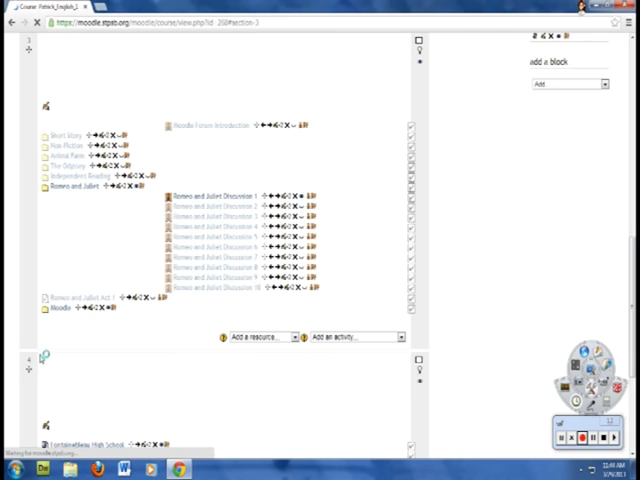 Course: Patrick_English_1
https://moodle.stpsb.org/moodle/course/view.php?id=268#section-3
3
add a block
Add
Moodle Forum Introduction
Short Story
Non-Fiction
Animal Farm
The Odyssey
Independent Reading
Romeo and Juliet
Romeo and Juliet Discussion 1
Romeo and Juliet Discussion 2
Romeo and Juliet Discussion 3
Romeo and Juliet Discussion 4
Romeo and Juliet Discussion 5
Romeo and Juliet Discussion 6
Romeo and Juliet Discussion 7
Romeo and Juliet Discussion 8
Romeo and Juliet Discussion 9
Romeo and Juliet Discussion 10
Romeo and Juliet Act 1
Moodle
Add a resource... Add an activity...
4
Fontainebleau High School
Waiting for moodle.stpsb.org...
11:44 AM
3/29/2013